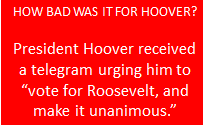 HOW BAD WAS IT FOR HOOVER?
President Hoover received
a telegram urging him to
“vote for Roosevelt, and
make it unanimous.”